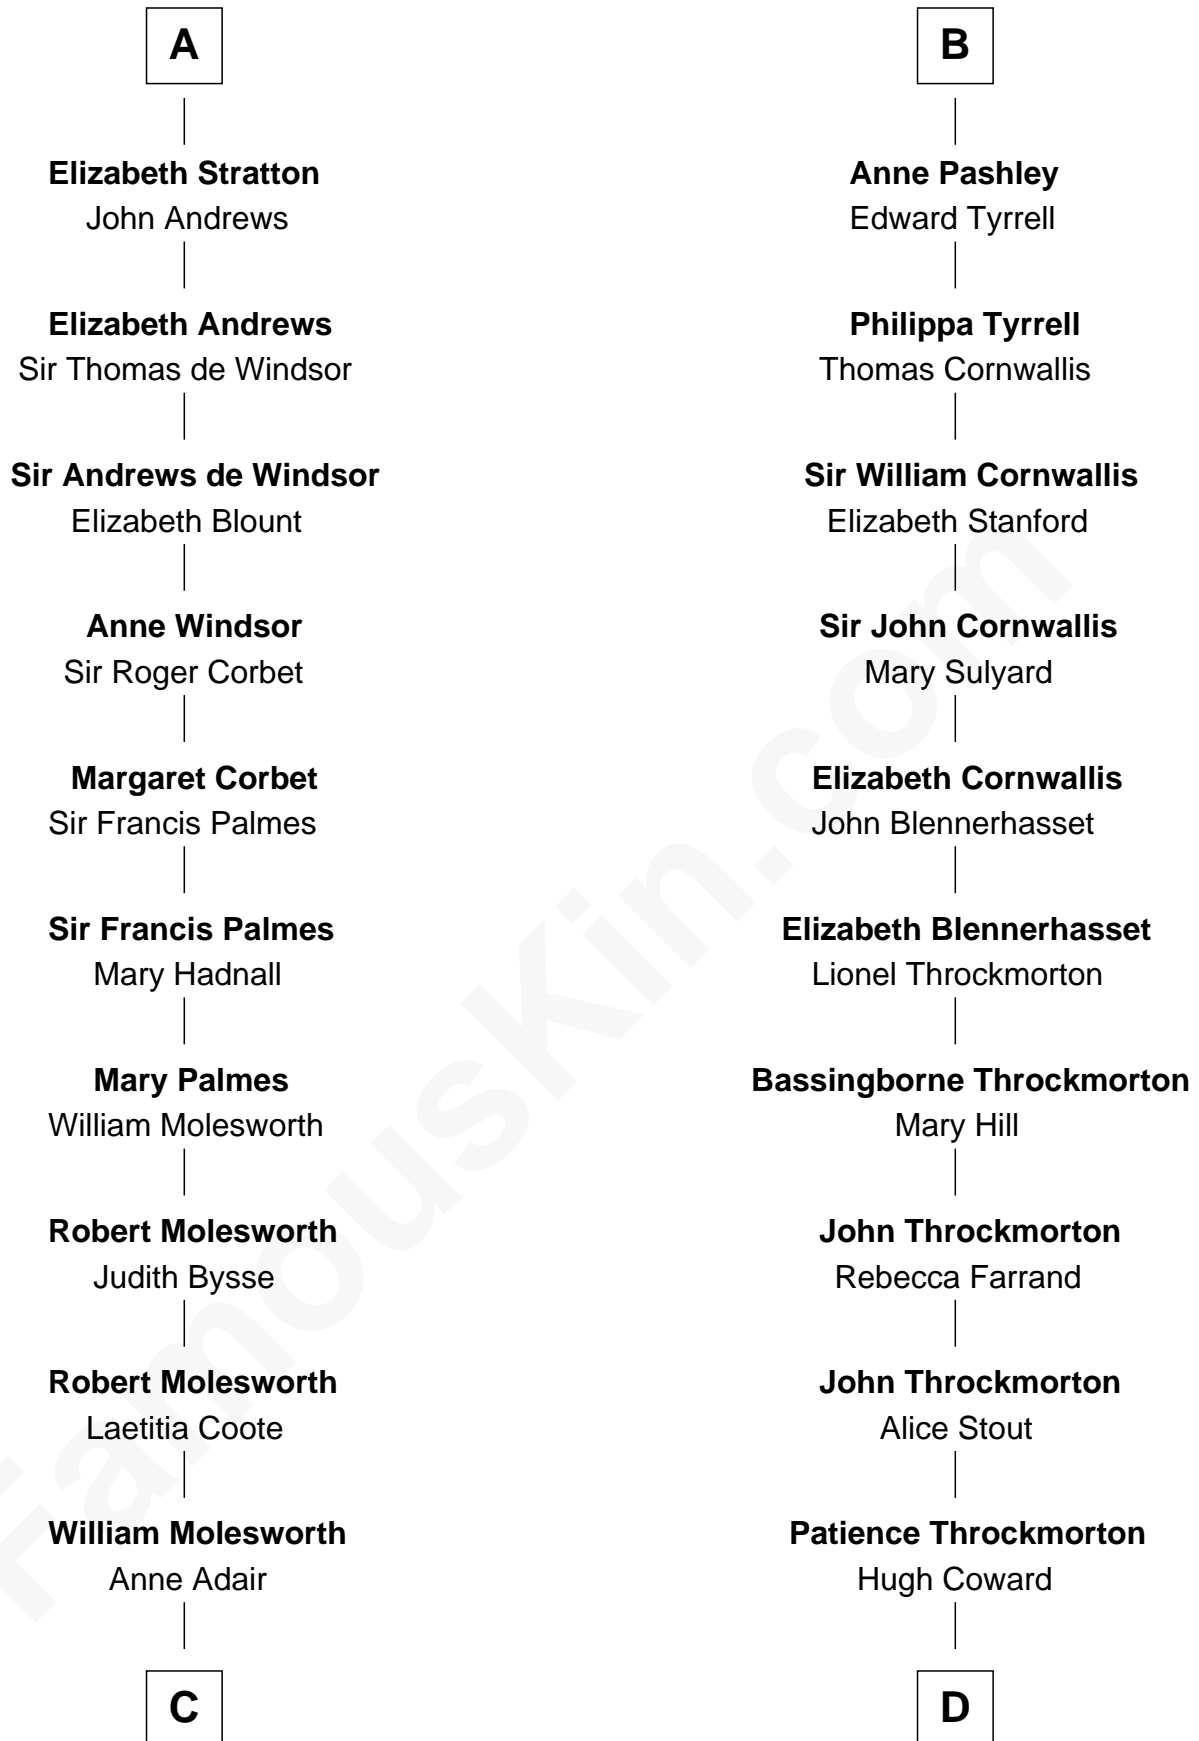 A
Elizabeth Stratton
John Andrews
Elizabeth Andrews
Sir Thomas de Windsor
Sir Andrews de Windsor
Elizabeth Blount
Anne Windsor
Sir Roger Corbet
Margaret Corbet
Sir Francis Palmes
Sir Francis Palmes
Mary Hadnall
Mary Palmes
William Molesworth
Robert Molesworth
Judith Bysse
Robert Molesworth
Laetitia Coote
William Molesworth
Anne Adair
C
B
Anne Pashley
Edward Tyrrell
Philippa Tyrrell
Thomas Cornwallis
Sir William Cornwallis
Elizabeth Stanford
Sir John Cornwallis
Mary Sulyard
Elizabeth Cornwallis
John Blennerhasset
Elizabeth Blennerhasset
Lionel Throckmorton
Bassingborne Throckmorton
Mary Hill
John Throckmorton
Rebecca Farrand
John Throckmorton
Alice Stout
Patience Throckmorton
Hugh Coward
D
FamousKin.com